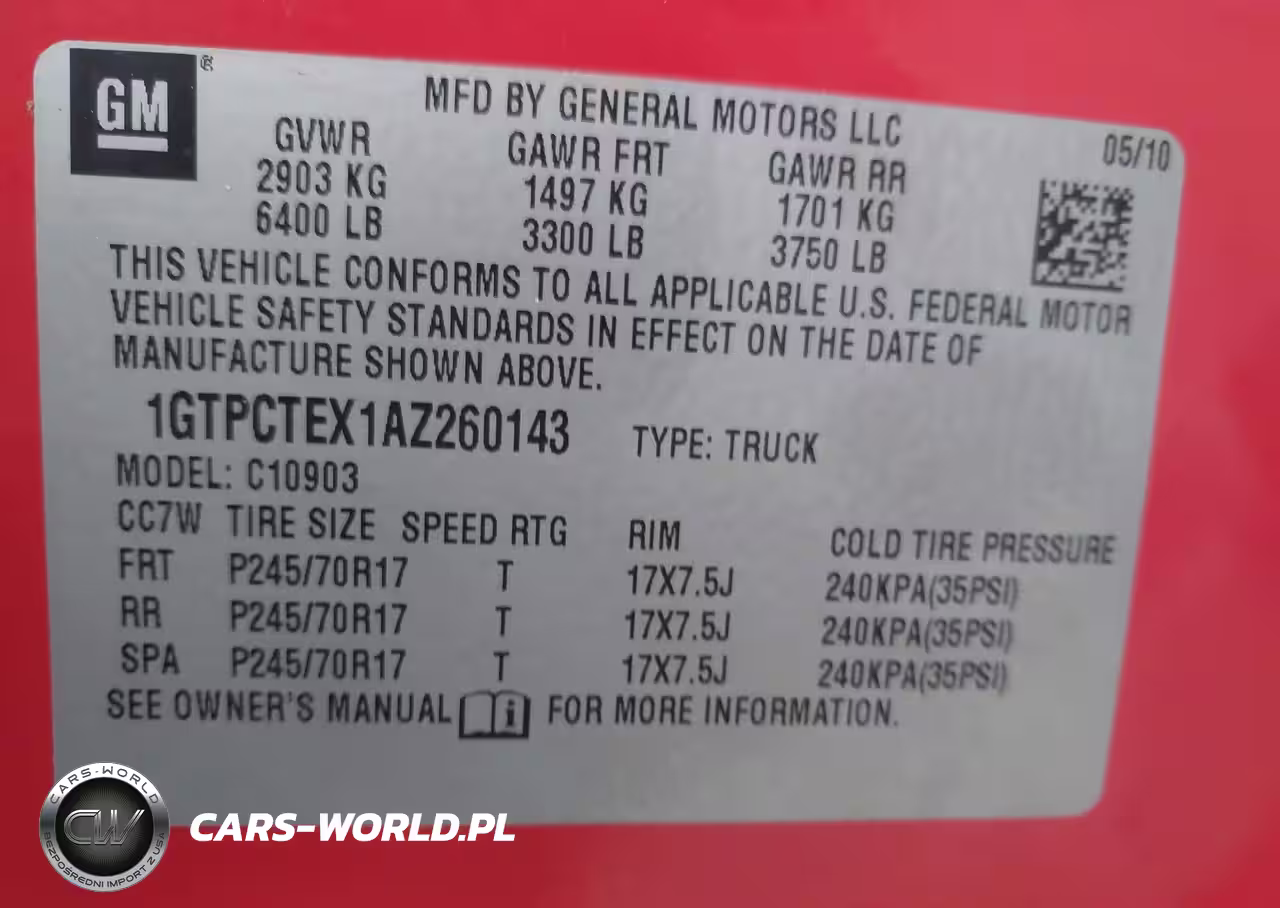 GM
MFD BY GENERAL MOTORS LLC
05/10
GVWR GAWR FRT GAWR RR
2903 KG 1497 KG 1701 KG
6400 LB 3300 LB 3750 LB
THIS VEHICLE CONFORMS TO ALL APPLICABLE U.S. FEDERAL MOTOR
VEHICLE SAFETY STANDARDS IN EFFECT ON THE DATE OF
MANUFACTURE SHOWN ABOVE.
1GTPCTEX1AZ260143 TYPE: TRUCK
MODEL: C10903
CC7W TIRE SIZE SPEED RTG RIM COLD TIRE PRESSURE
FRT P245/70R17 T 17X7.5J 240KPA(35PSI)
RR P245/70R17 T 17X7.5J 240KPA(35PSI)
SPA P245/70R17 T 17X7.5J 240KPA(35PSI)
SEE OWNER'S MANUAL i FOR MORE INFORMATION.
CARS-WORLD
CW
BEZPOŚREDNI IMPORT Z USA
CARS-WORLD.PL